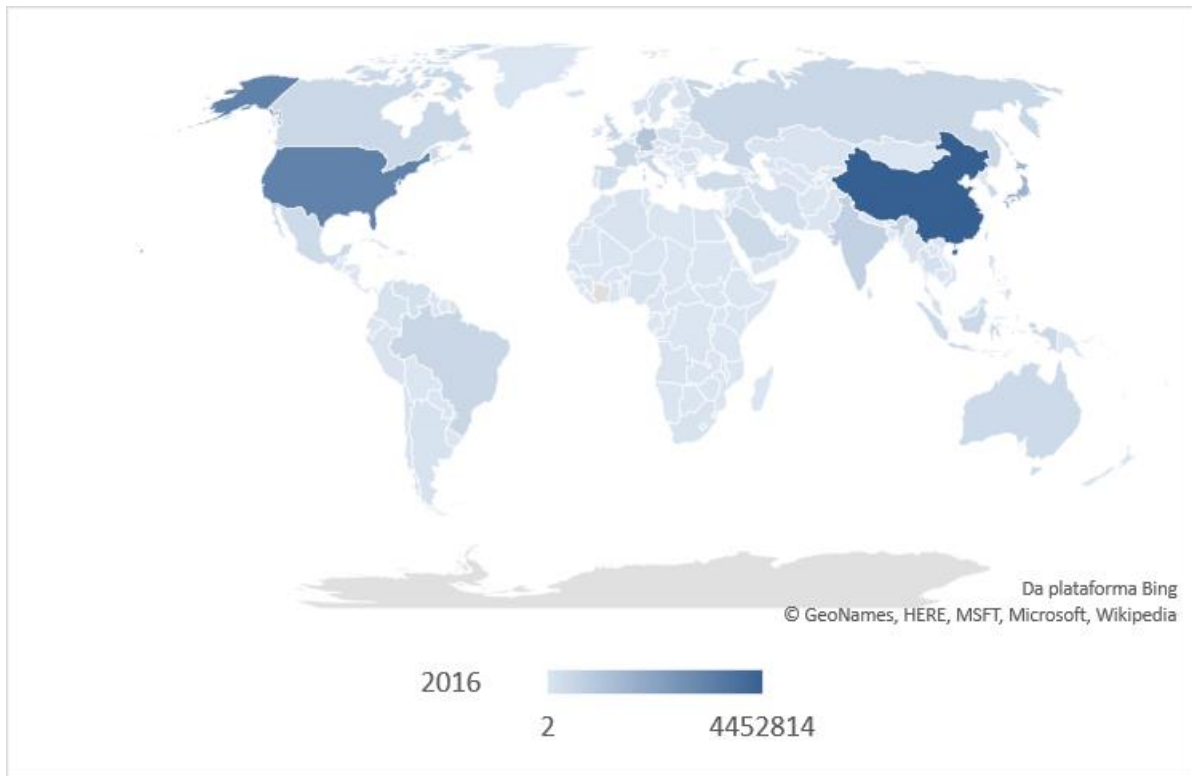 Da plataforma Bing
© GeoNames, HERE, MSFT, Microsoft, Wikipedia
2016
2 4452814